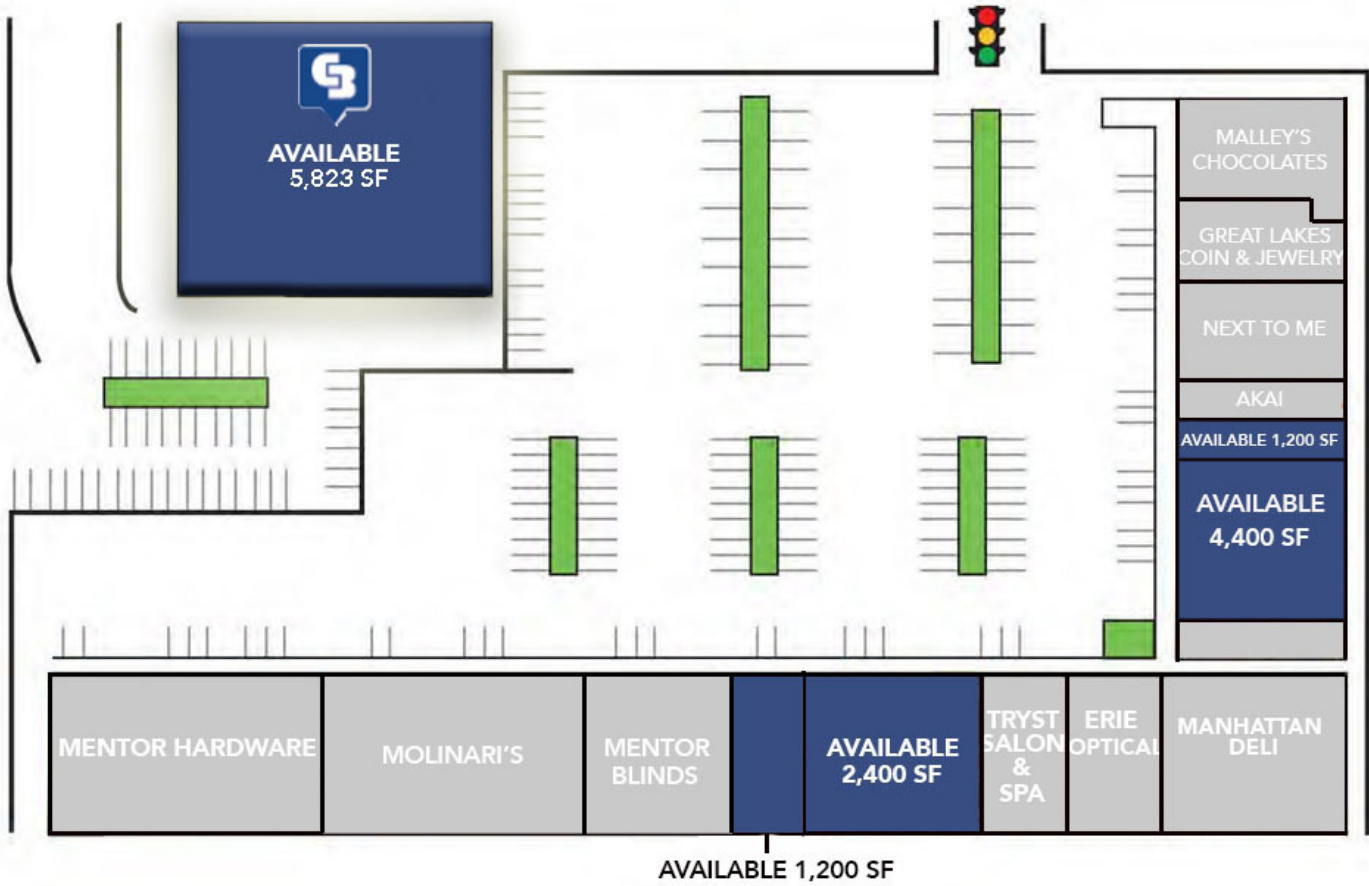 CB
AVAILABLE
5,823 SF
MALLEY'S
CHOCOLATES
GREAT LAKES
COIN & JEWELRY
NEXT TO ME
AKAI
AVAILABLE 1,200 SF
AVAILABLE
4,400 SF
MENTOR HARDWARE
MOLINARI'S
MENTOR
BLINDS
AVAILABLE
2,400 SF
TRYST
SALON
&
SPA
ERIE
OPTICAL
MANHATTAN
DELI
AVAILABLE 1,200 SF